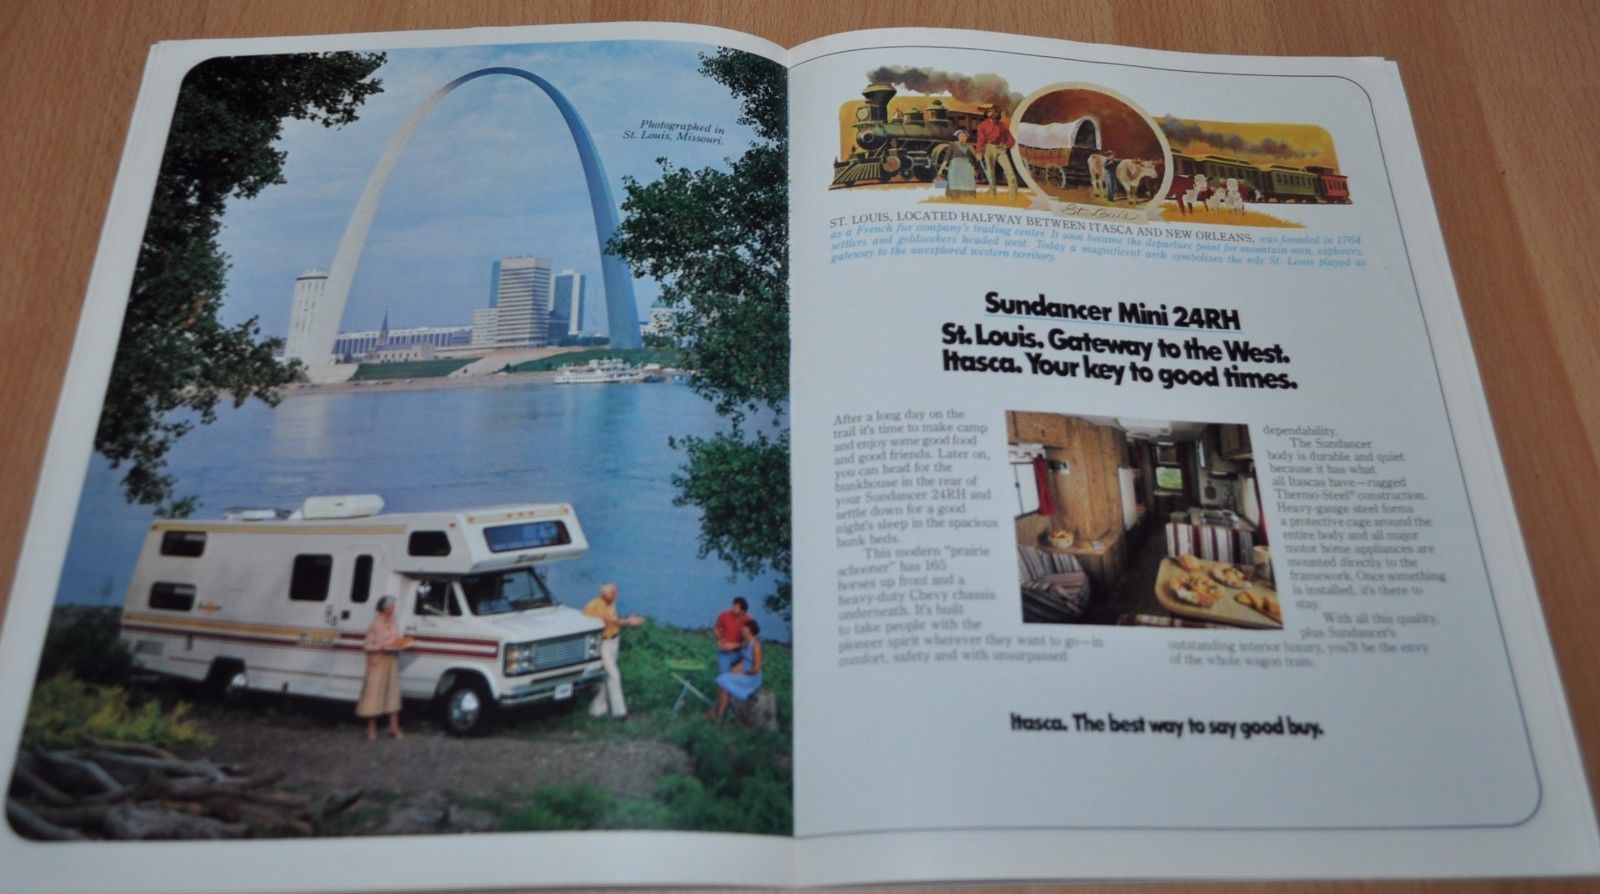 Photographed in
St. Louis, Missouri.
St. Louis
ST. LOUIS, LOCATED HALFWAY BETWEEN ITASCA AND NEW ORLEANS, was founded in 1764
as a French fur company's trading center. It soon became the departure point for mountain men, explorers,
settlers and goldseekers headed west. Today a magnificent arch symbolizes the role St. Louis played as
gateway to the unexplored western territory.
Sundancer Mini 24RH
St. Louis. Gateway to the West.
Itasca. Your key to good times.
After a long day on the
trail it's time to make camp
and enjoy some good food
and good friends. Later on,
you can head for the
bunkhouse in the rear of
your Sundancer 24RH and
settle down for a good
night's sleep in the spacious
bunk beds.
This modern "prairie
schooner" has 165
horses up front and a
heavy-duty Chevy chassis
underneath. It's built
to take people with the
pioneer spirit wherever they want to go—in
comfort, safety and with unsurpassed
dependability.
The Sundancer
body is durable and quiet
because it has what
all Itascas have—rugged
Thermo-Steel® construction.
Heavy-gauge steel forms
a protective cage around the
entire body and all major
motor home appliances are
mounted directly to the
framework. Once something
is installed, it's there to
stay.
With all this quality,
plus Sundancer's
outstanding interior luxury, you'll be the envy
of the whole wagon train.
Itasca. The best way to say good buy.